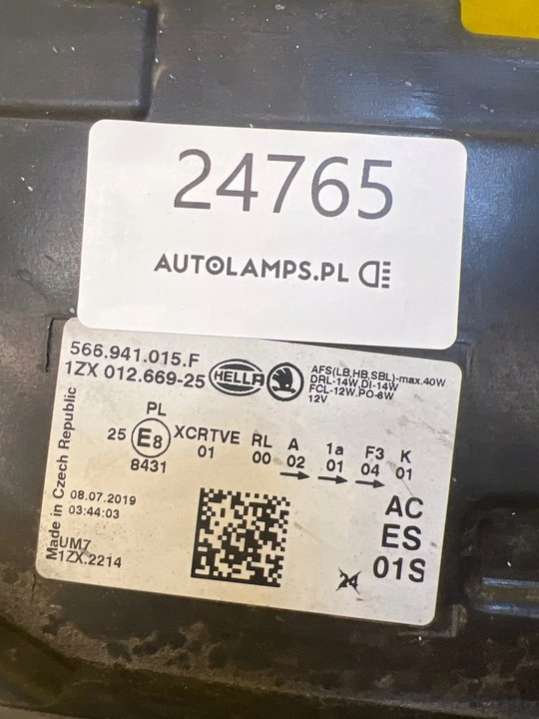 24765
AUTOLAMPS.PL
566.941.015.F
1ZX 012.669-25
HELLA
AFS(LB,HB,SBL)-max.40W
DRL-14W,DI-14W
FCL-12W,PO-6W
12V
PL
25 E8 XCRTVE RL A 1a F3 K
8431 01 00 02 01 04 01
Made in Czech Republic
08.07.2019
03:44:03
UM7
E1ZX.2214
AC
ES
01S
24